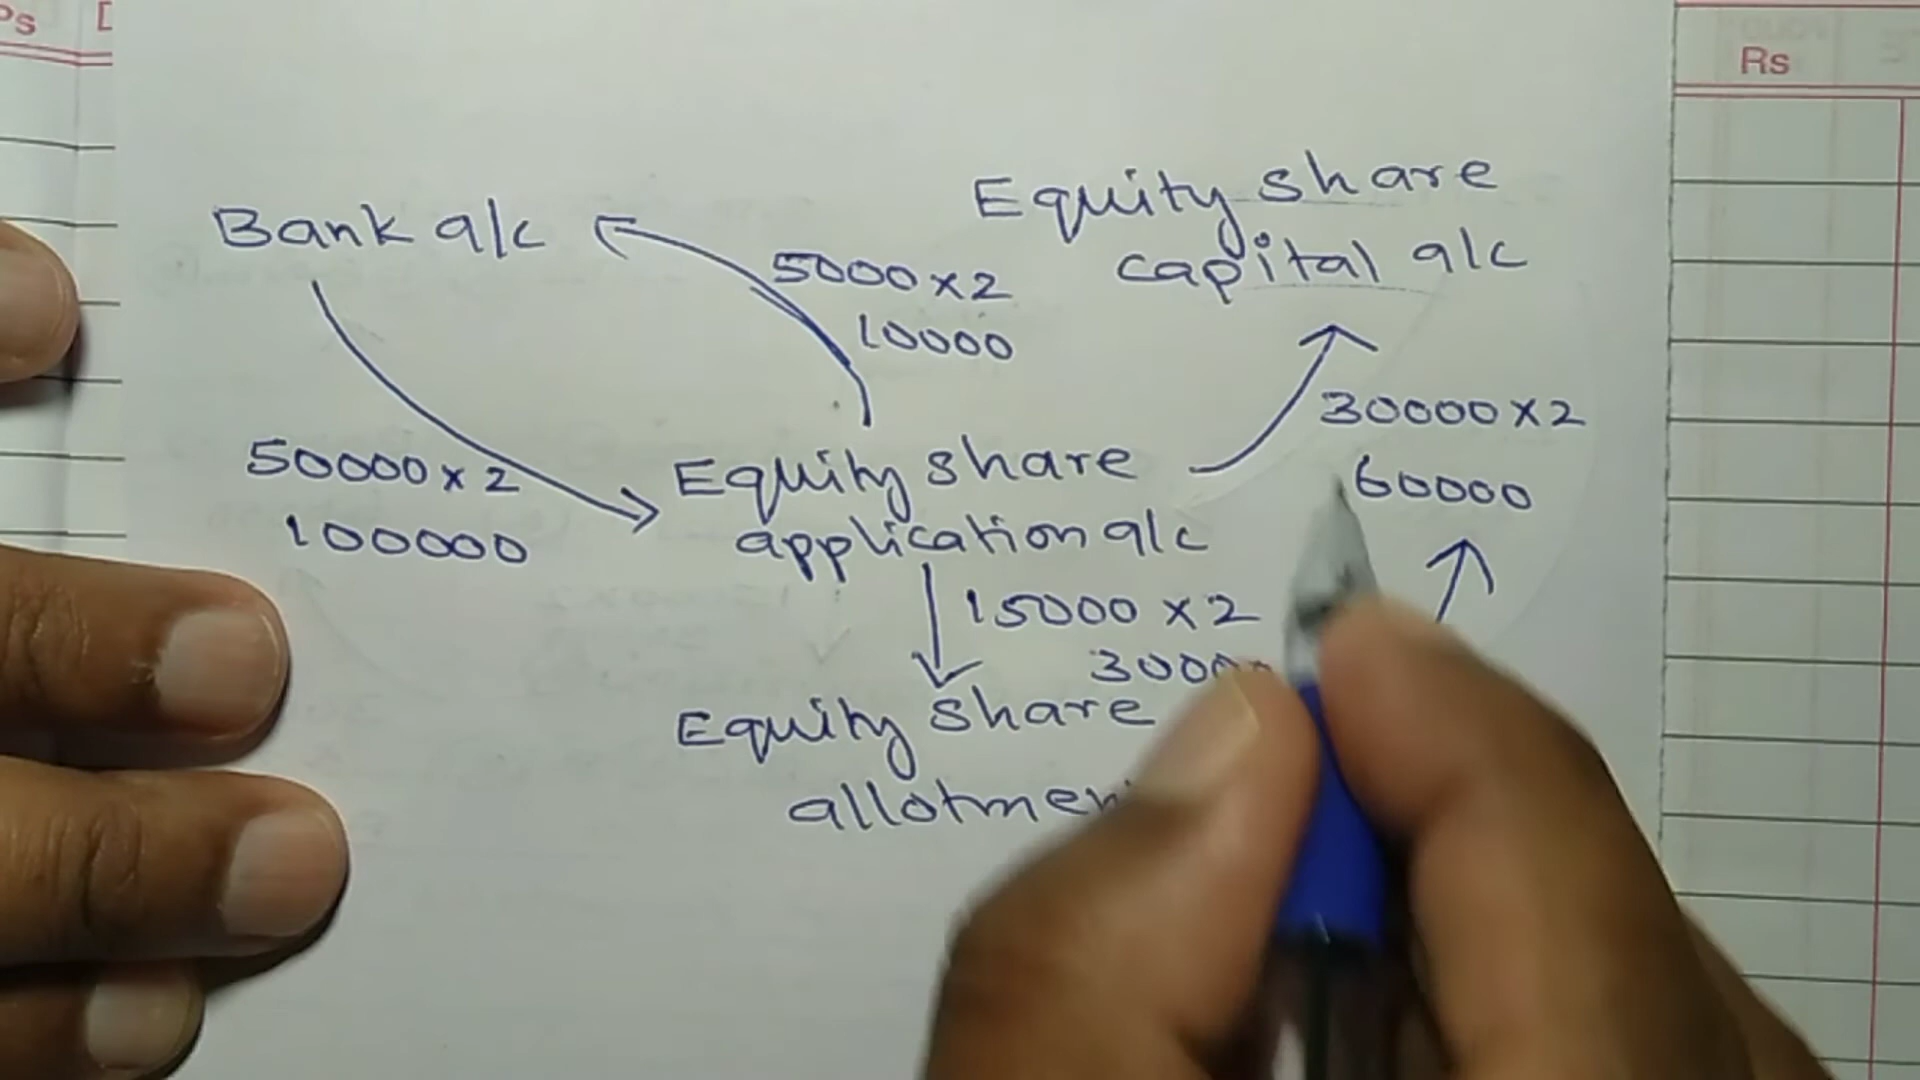 Ps
Rs
Bank a/c
5000 x 2
10000
Equity share
capital a/c
50000 x 2
100000
Equity share
application a/c
30000 x 2
60000
15000 x 2
Equity share